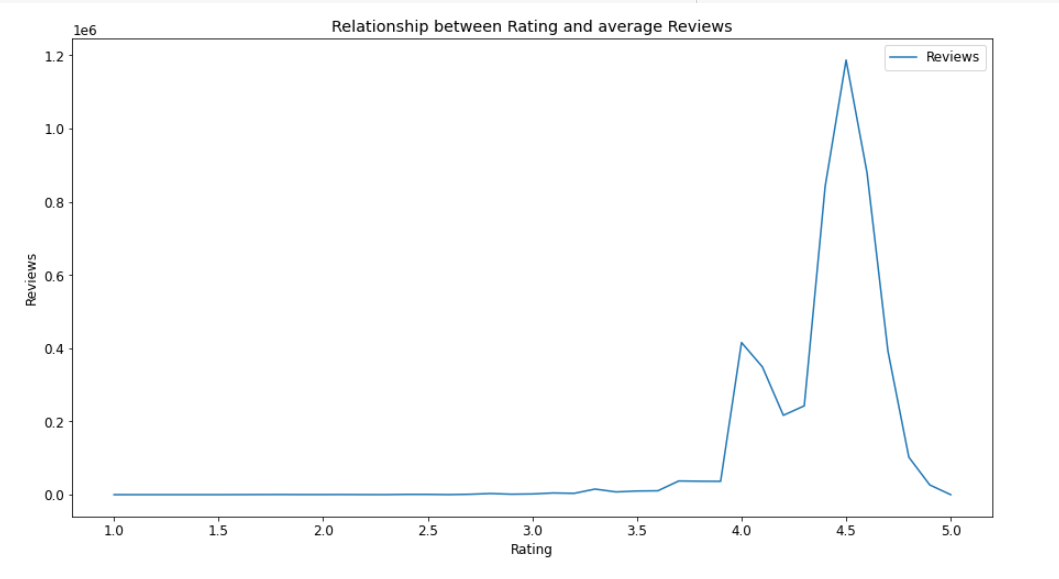 Relationship between Rating and average Reviews
1e6
Reviews
1.2
1.0
0.8
0.6
0.4
0.2
0.0
Reviews
1.0 1.5 2.0 2.5 3.0 3.5 4.0 4.5 5.0
Rating